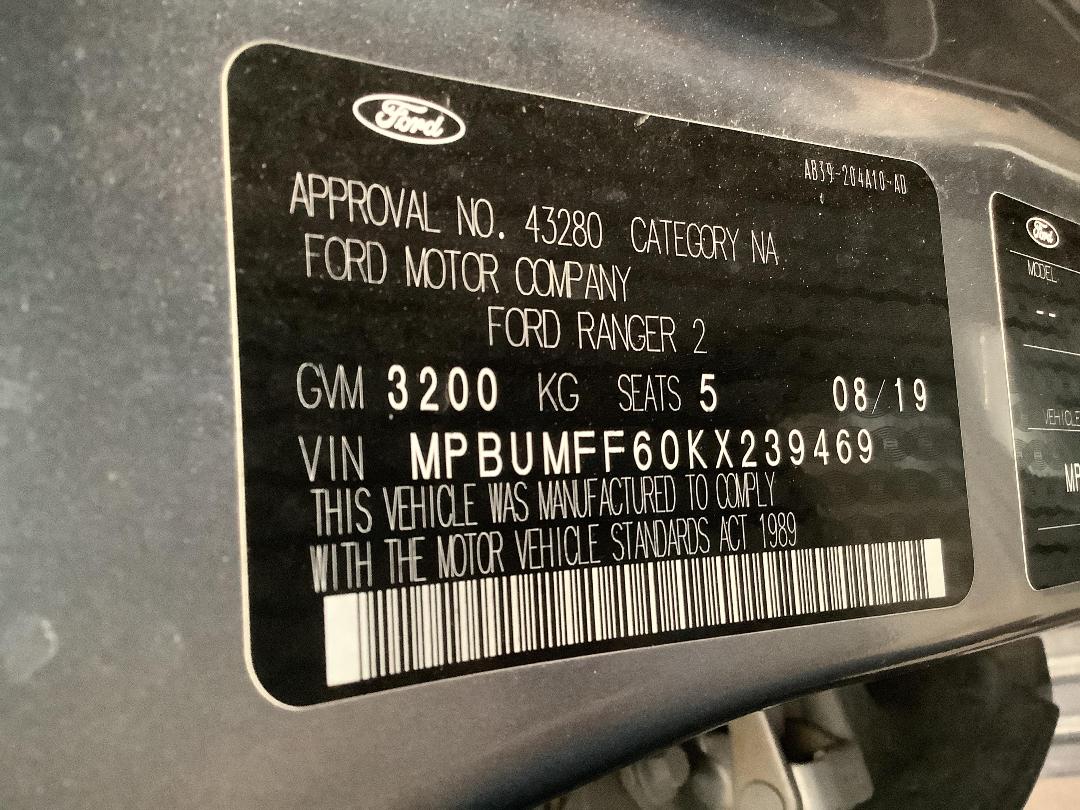 Ford
AB39-204A10-AD
APPROVAL NO. 43280 CATEGORY NA
FORD MOTOR COMPANY
FORD RANGER 2
GVM 3200 KG SEATS 5 08/19
VIN MPBUMFF60KX239469
THIS VEHICLE WAS MANUFACTURED TO COMPLY
WITH THE MOTOR VEHICLE STANDARDS ACT 1989
Ford
MODEL
--
VEHICLE